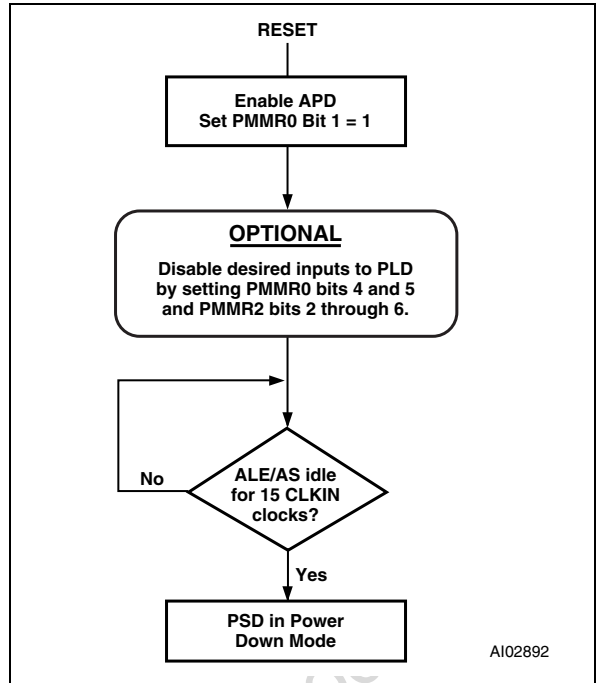 RESET
Enable APD
Set PMMR0 Bit 1 = 1
OPTIONAL
Disable desired inputs to PLD
by setting PMMR0 bits 4 and 5
and PMMR2 bits 2 through 6.
No
ALE/AS idle
for 15 CLKIN
clocks?
Yes
PSD in Power
Down Mode
AI02892